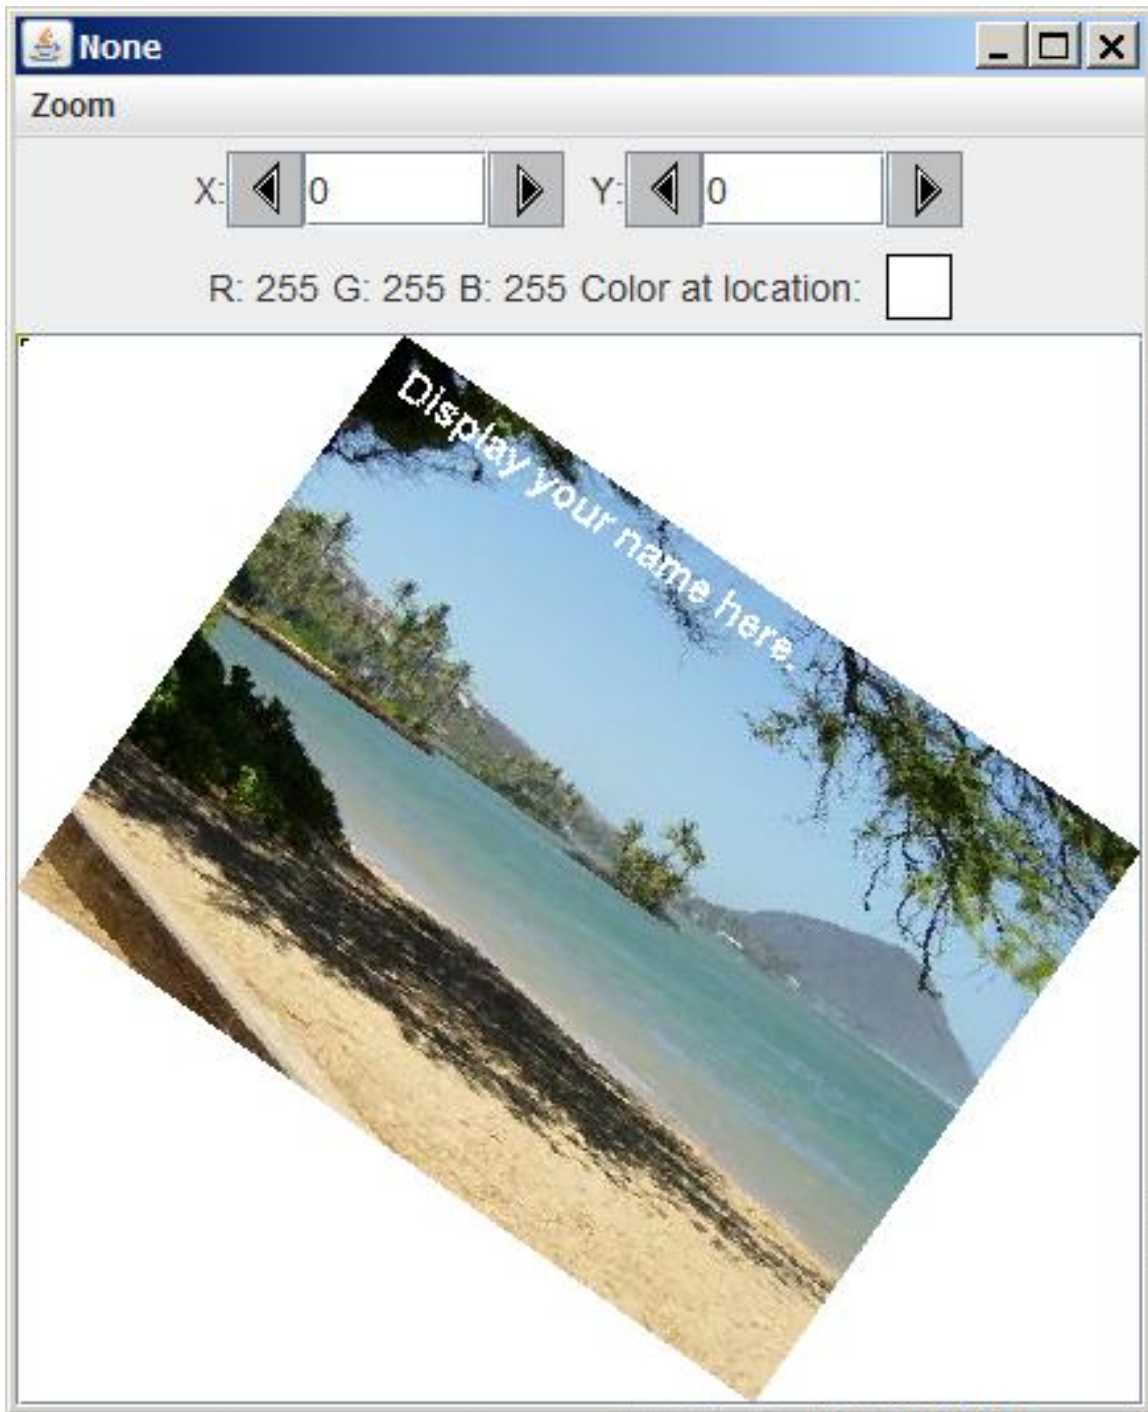 None
Zoom
X: 0 Y: 0
R: 255 G: 255 B: 255 Color at location:
Display your name here.